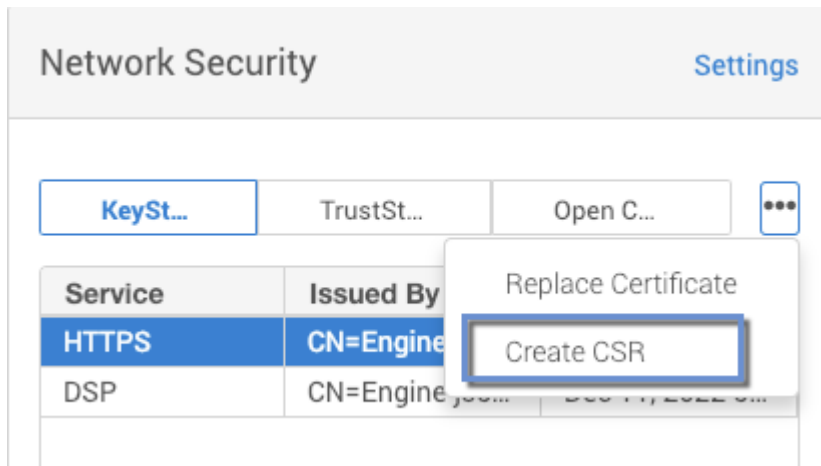 Network Security Settings
KeySt... TrustSt... Open C... •••
Replace Certificate
Service Issued By
Create CSR
HTTPS CN=Engine
DSP CN=Engine